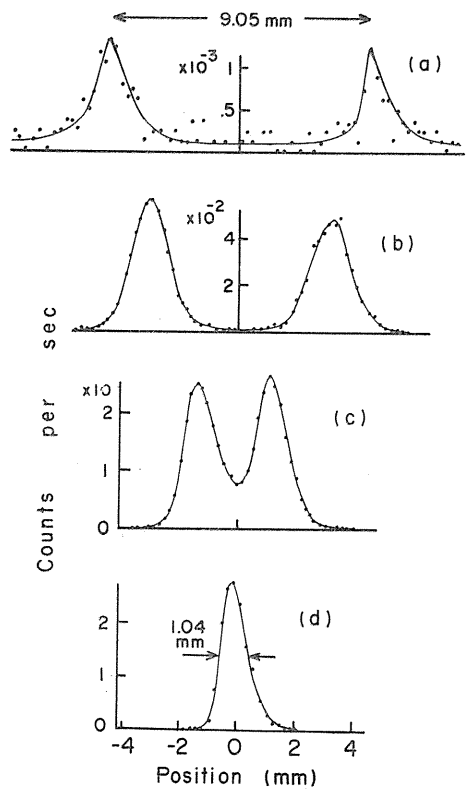 9.05 mm
x10⁻³
1
.5
(a)
x10⁻²
4
2
(b)
x10
2
1
0
(c)
2
1
0
1.04
mm
(d)
Counts per sec
-4 -2 0 2 4
Position (mm)